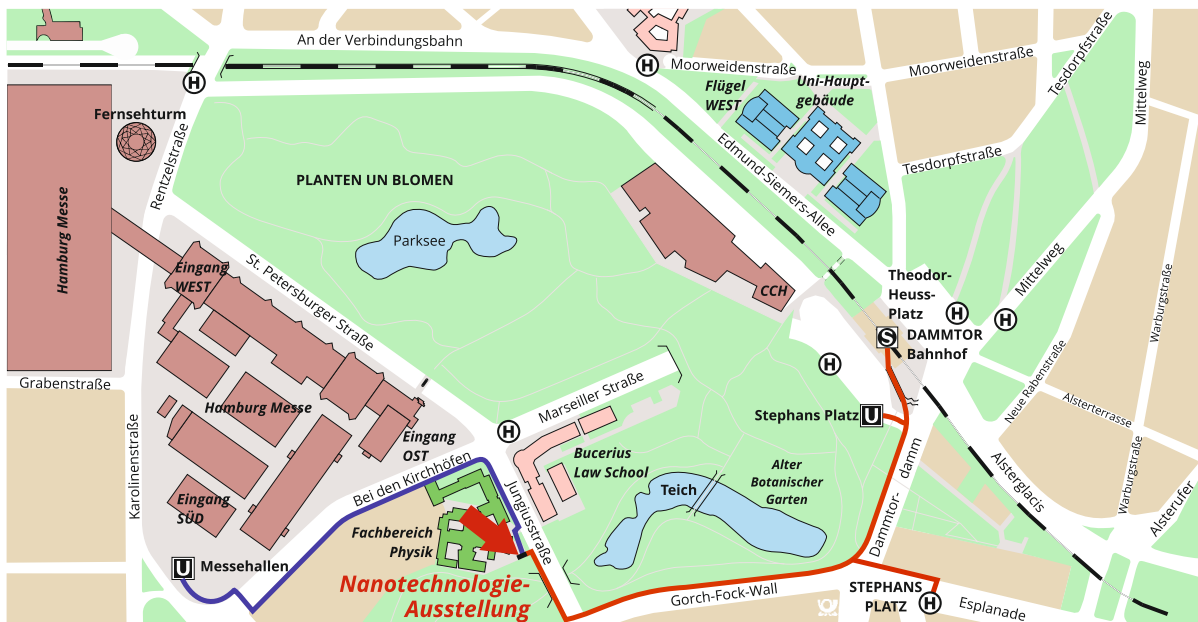 An der Verbindungsbahn
H
H
Moorweidenstraße
Moorweidenstraße
Tesdorpfstraße
Mittelweg
Flügel
WEST
Uni-Haupt-
gebäude
Fernsehturm
Rentzelstraße
Edmund-Siemers-Allee
Tesdorpfstraße
PLANTEN UN BLOMEN
Hamburg Messe
Parksee
Eingang
WEST
St. Petersburger Straße
CCH
Theodor-
Heuss-
Platz
H
H
Mittelweg
Warburgstraße
S
DAMMTOR
Bahnhof
H
Grabenstraße
Marseiller Straße
Neue Rabenstraße
Alsterterrasse
Hamburg Messe
Stephans Platz
U
H
Karolinenstraße
Eingang
OST
Bucerius
Law School
Alter
Botanischer
Garten
Teich
Bei den Kirchhöfen
Jungiusstraße
Dammtor-
damm
Alsterglacis
Warburgstraße
Alsterufer
Eingang
SÜD
Fachbereich
Physik
U
Messehallen
Nanotechnologie-
Ausstellung
Gorch-Fock-Wall
STEPHANS
PLATZ
H
Esplanade